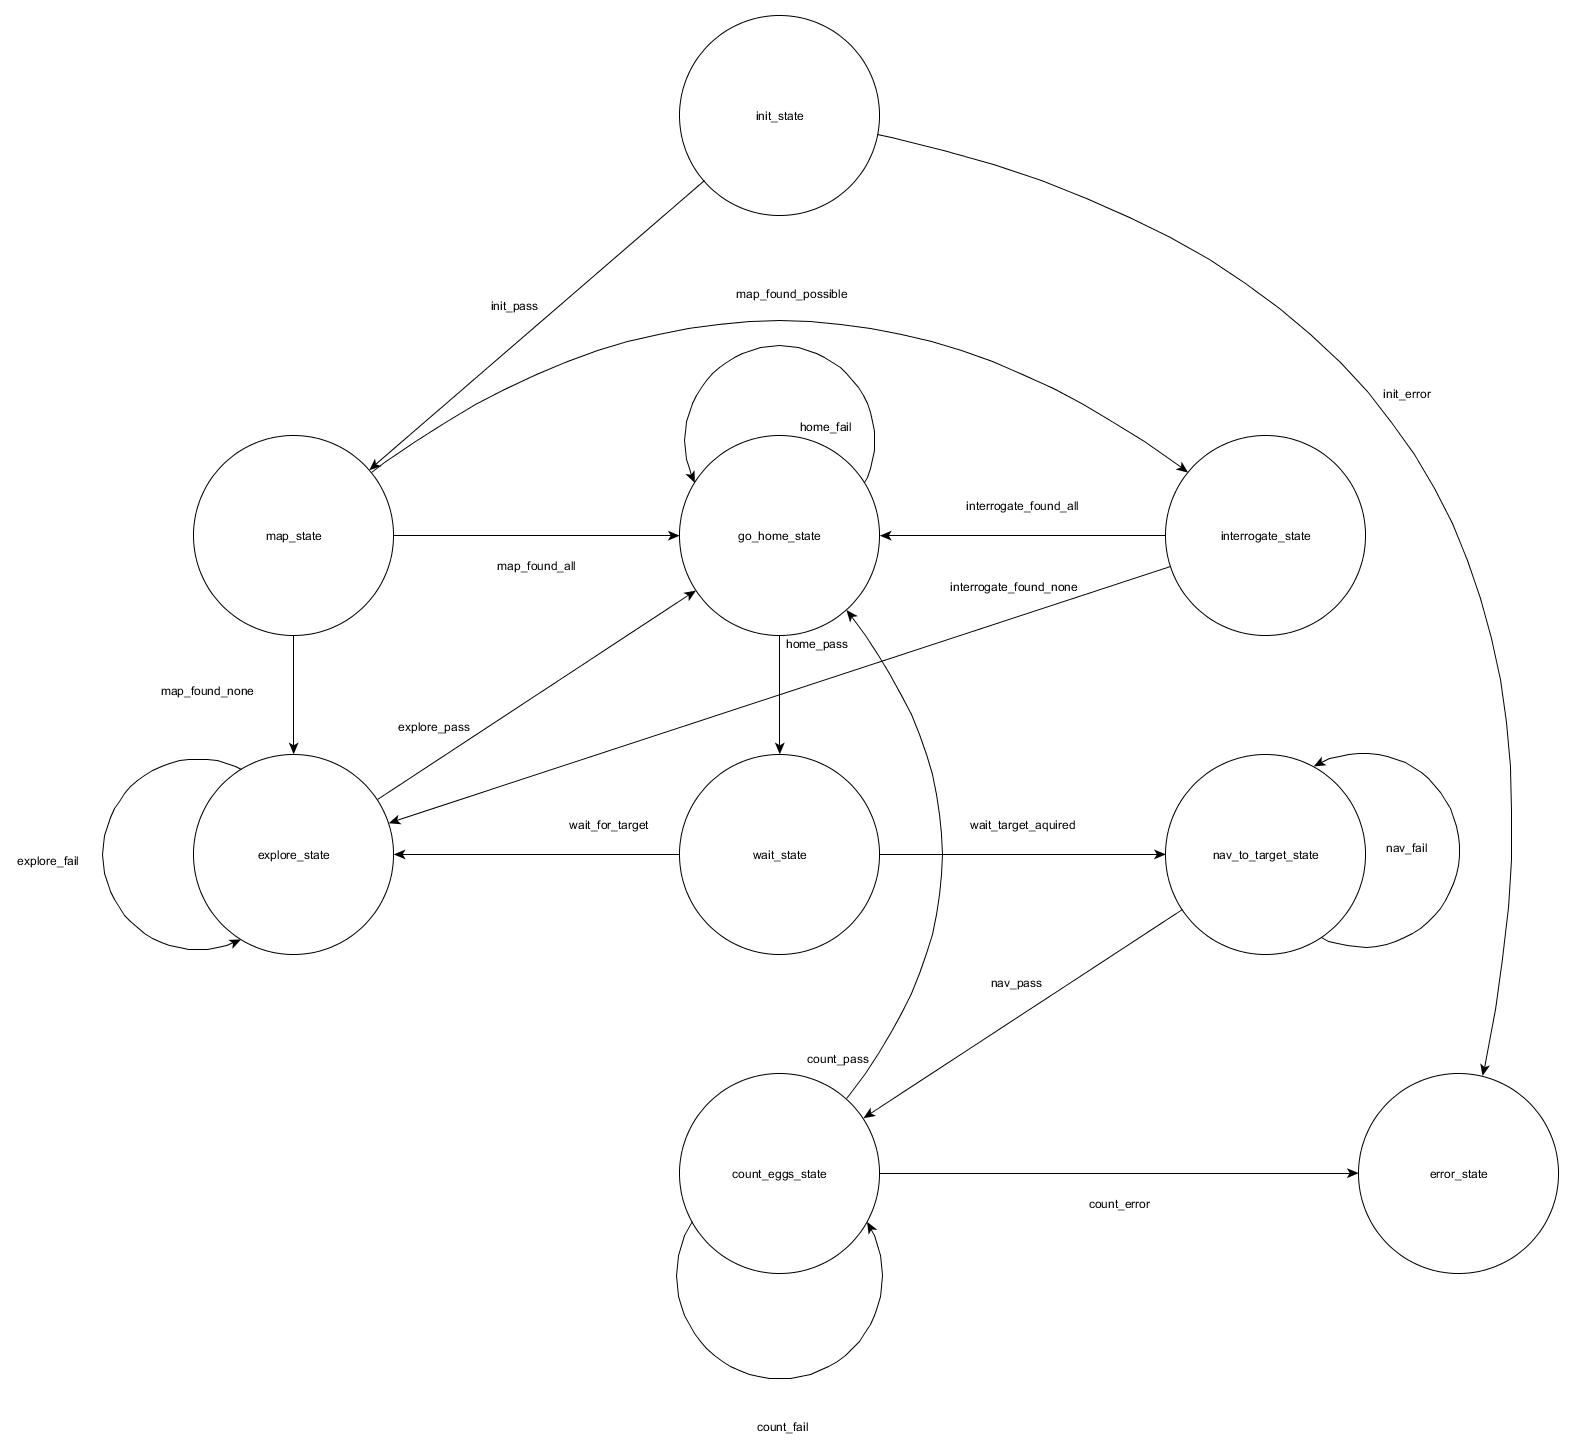 init_state
map_found_possible
init_pass
init_error
home_fail
interrogate_found_all
map_state
go_home_state
interrogate_state
map_found_all
interrogate_found_none
home_pass
map_found_none
explore_pass
wait_for_target
wait_target_aquired
nav_fail
explore_fail
explore_state
wait_state
nav_to_target_state
nav_pass
count_pass
count_eggs_state
error_state
count_error
count_fail